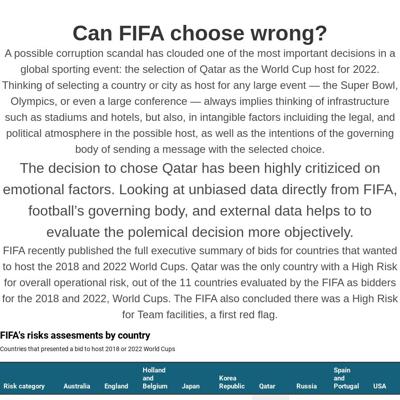 Can FIFA choose wrong?
A possible corruption scandal has clouded one of the most important decisions in a
global sporting event: the selection of Qatar as the World Cup host for 2022.
Thinking of selecting a country or city as host for any large event — the Super Bowl,
Olympics, or even a large conference — always implies thinking of infrastructure
such as stadiums and hotels, but also, in intangible factors inclulding the legal, and
political atmosphere in the possible host, as well as the intentions of the governing
body of sending a message with the selected choice.
The decision to chose Qatar has been highly critiziced on
emotional factors. Looking at unbiased data directly from FIFA,
football's governing body, and external data helps to to
evaluate the polemical decision more objectively.
FIFA recently published the full executive summary of bids for countries that wanted
to host the 2018 and 2022 World Cups. Qatar was the only country with a High Risk
for overall operational risk, out of the 11 countries evaluated by the FIFA as bidders
for the 2018 and 2022, World Cups. The FIFA also concluded there was a High Risk
for Team facilities, a first red flag.
FIFA's risks assesments by country
Countries that presented a bid to host 2018 or 2022 World Cups
Risk category Australia England Holland and Belgium Japan Korea Republic Qatar Russia Spain and Portugal USA